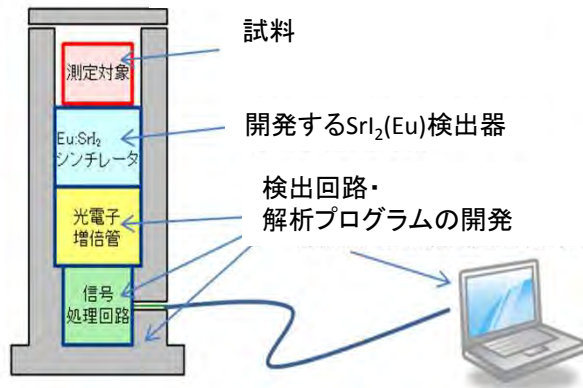 試料
測定対象
開発するSrI₂(Eu)検出器
Eu:SrI₂
シンチレータ
検出回路・
解析プログラムの開発
光電子
増倍管
信号
処理回路